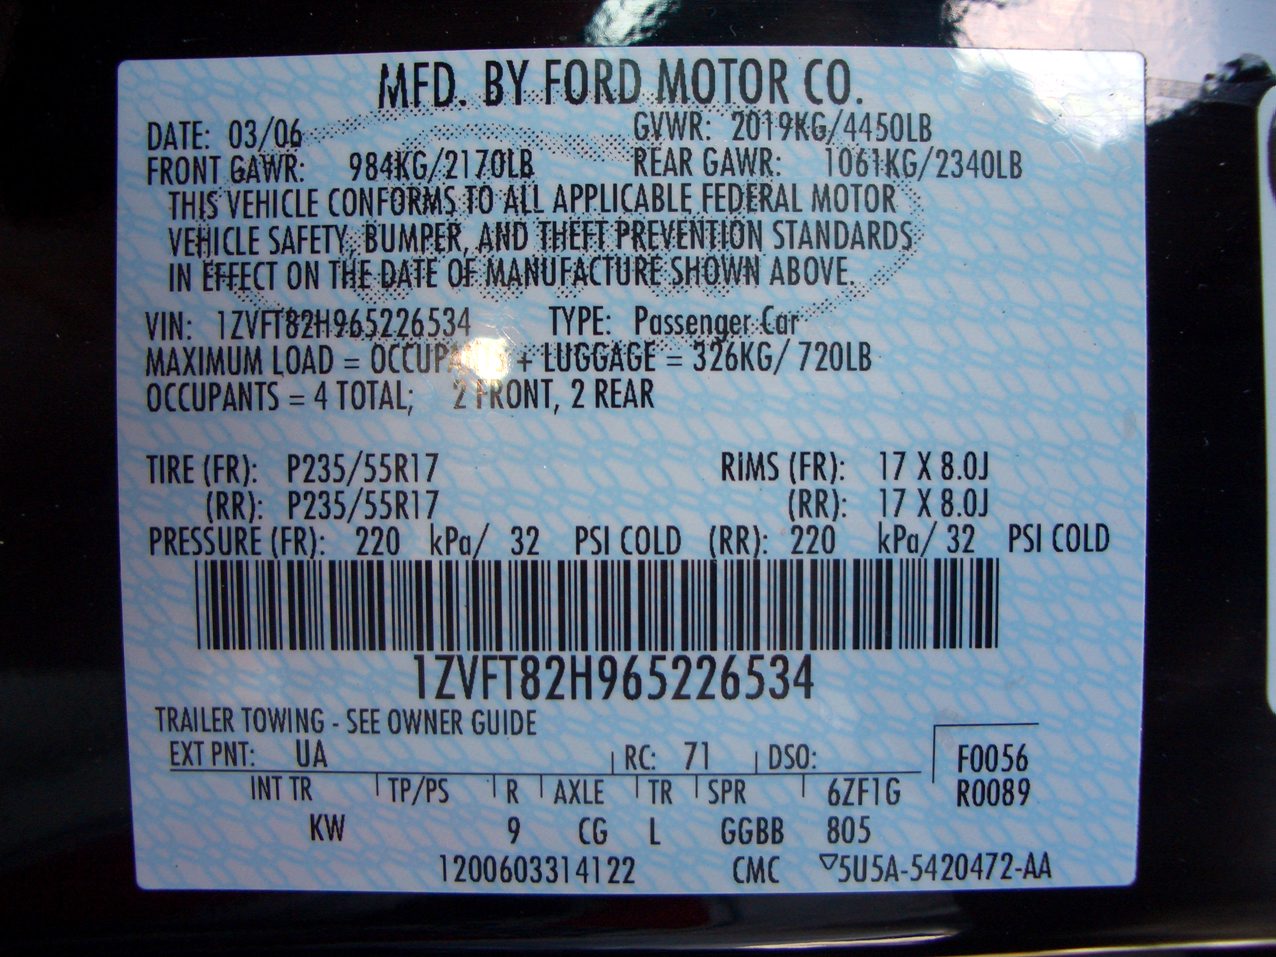 MFD. BY FORD MOTOR CO.
DATE: 03/06 GVWR: 2019KG/4450LB
FRONT GAWR: 984KG/2170LB REAR GAWR: 1061KG/2340LB
THIS VEHICLE CONFORMS TO ALL APPLICABLE FEDERAL MOTOR
VEHICLE SAFETY, BUMPER, AND THEFT PREVENTION STANDARDS
IN EFFECT ON THE DATE OF MANUFACTURE SHOWN ABOVE.
VIN: 1ZVFT82H965226534 TYPE: Passenger Car
MAXIMUM LOAD = + LUGGAGE = 326KG/ 720LB
OCCUPANTS = 4 TOTAL; 2 FRONT, 2 REAR
TIRE (FR): P235/55R17 RIMS (FR): 17 X 8.0J
(RR): P235/55R17 (RR): 17 X 8.0J
PRESSURE (FR): 220 kPa/ 32 PSI COLD (RR): 220 kPa/ 32 PSI COLD
1ZVFT82H965226534
TRAILER TOWING - SEE OWNER GUIDE
EXT PNT: UA RC: 71 DSO: F0056
INT TR TP/PS R AXLE TR SPR 6ZF1G R0089
KW 9 CG L GGBB 805
1200603314122 CMC ▽5U5A-5420472-AA